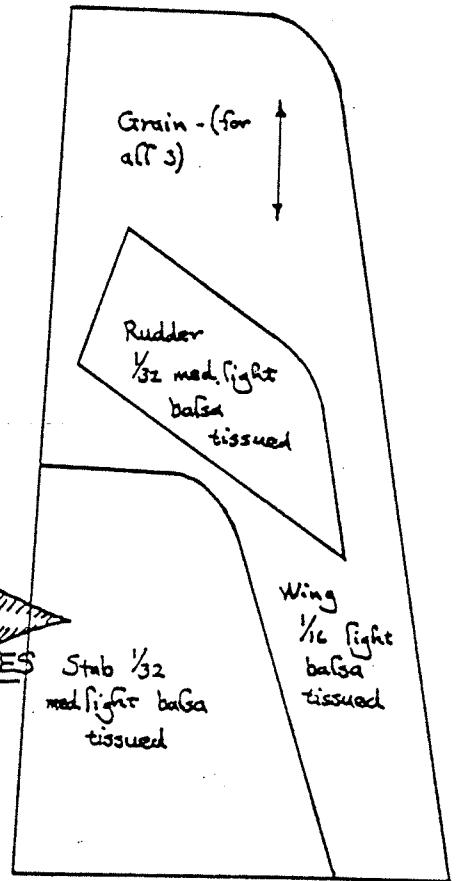 Grain - (for
all 3)
Rudder
1/32 med. light
balsa
tissued
Wing
1/16 light
balsa
tissued
ES
Stab 1/32
med light balsa
tissued